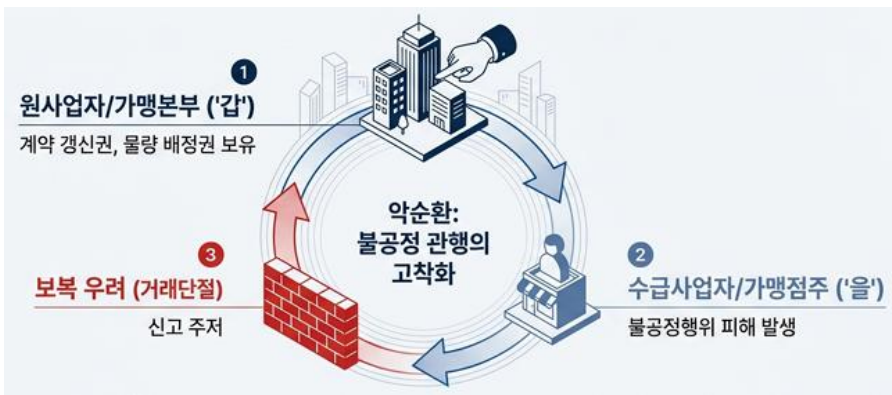 1
원사업자/가맹본부 ('갑')
계약 갱신권, 물량 배정권 보유
악순환:
불공정 관행의
고착화
2
수급사업자/가맹점주 ('을')
불공정행위 피해 발생
3
보복 우려 (거래단절)
신고 주저